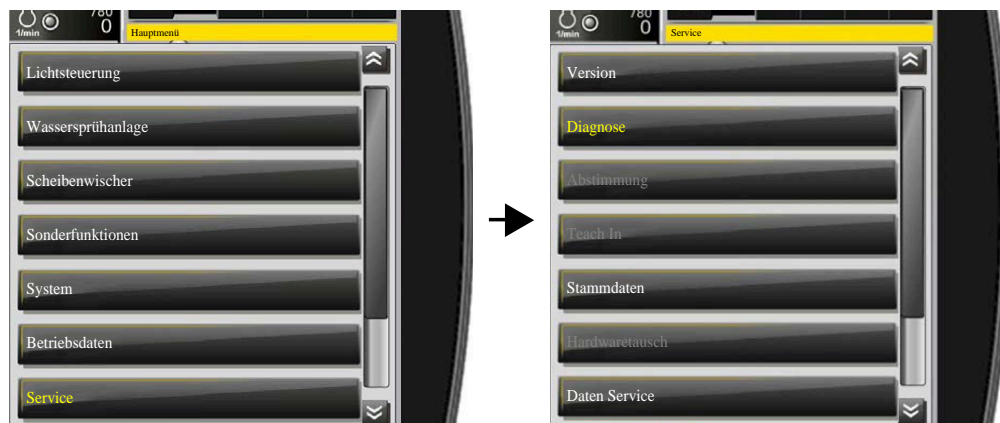 780
1/min
0
Hauptmenü
Lichtsteuerung
Wassersprühanlage
Scheibenwischer
Sonderfunktionen
System
Betriebsdaten
Service
780
1/min
0
Service
Version
Diagnose
Abstimmung
Teach In
Stammdaten
Hardwaretausch
Daten Service